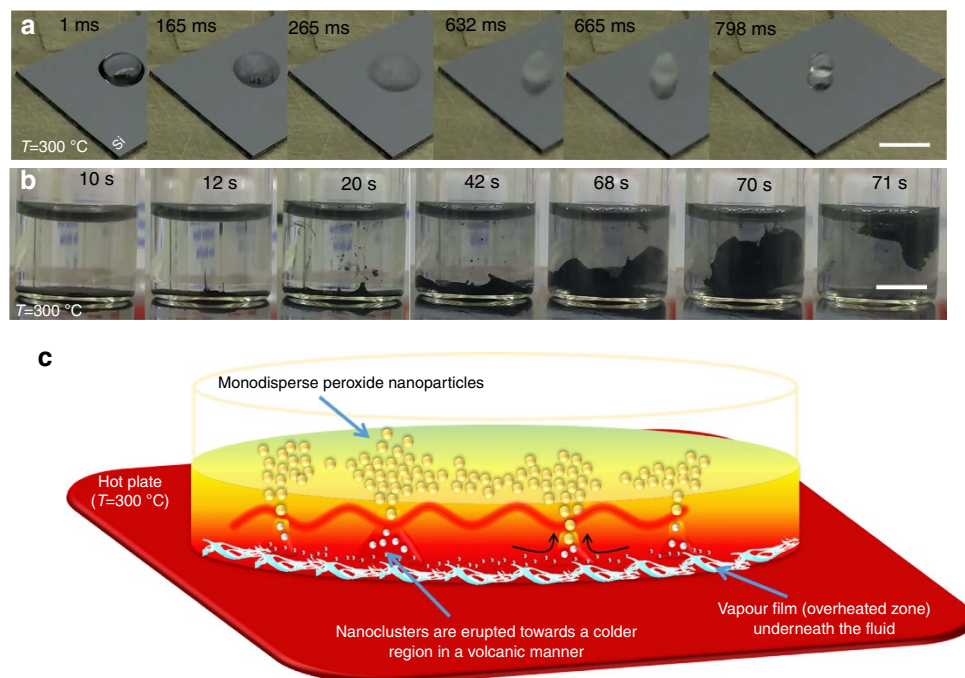 a
1 ms
165 ms
265 ms
632 ms
665 ms
798 ms
T=300 °C
Si
b
10 s
12 s
20 s
42 s
68 s
70 s
71 s
T=300 °C
c
Monodisperse peroxide nanoparticles
Hot plate
(T=300 °C)
Vapour film (overheated zone)
underneath the fluid
Nanoclusters are erupted towards a colder
region in a volcanic manner